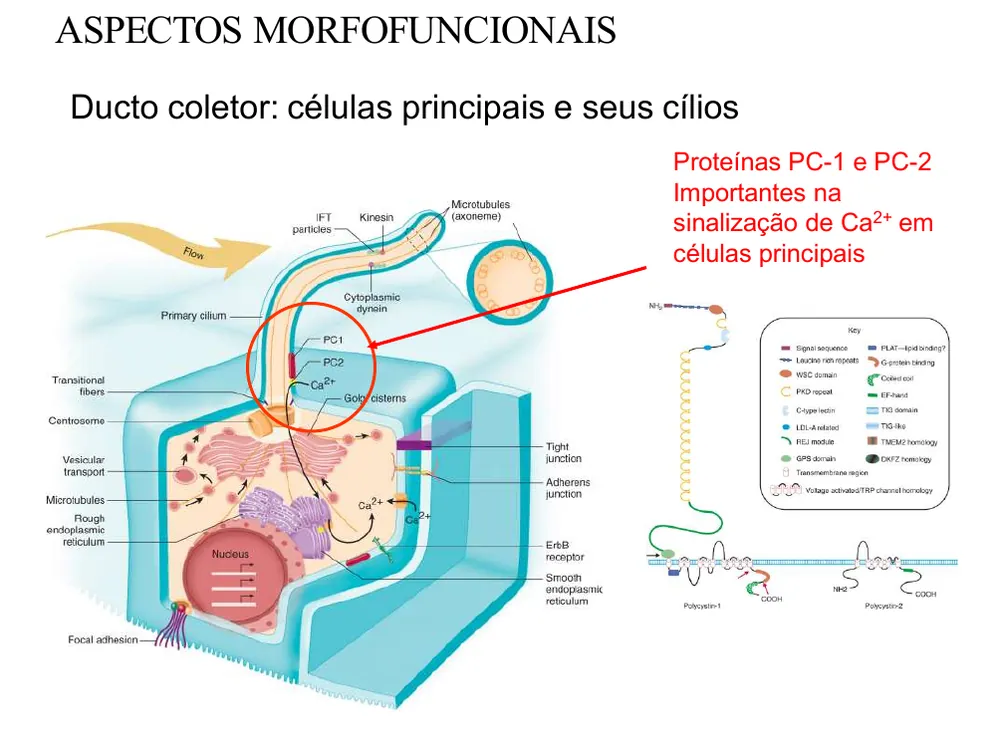 ASPECTOS MORFOFUNCIONAIS
Ducto coletor: células principais e seus cílios
Proteínas PC-1 e PC-2
Importantes na
sinalização de Ca2+ em
células principais
Flow
IFT
particles
Kinesin
Microtubules
(axoneme)
Cytoplasmic
dynein
Primary cilium
PC1
PC2
Ca2+
Transitional
fibers
Golgi cisterns
Centrosome
Vesicular
transport
Microtubules
Rough
endoplasmic
reticulum
Nucleus
Focal adhesion
Tight
junction
Adherens
junction
Ca2+
Ca2+
ErbB
receptor
Smooth
endoplasmic
reticulum
NH2
Key
Signal sequence
Leucine rich repeats
WSC domain
PKD repeat
C-type lectin
LDL-A related
REJ module
GPS domain
Transmembrane region
Voltage activated/TRP channel homology
PLAT—lipid binding?
G-protein binding
Coiled coil
EF-hand
TIG domain
TIG-like
TMEM2 homology
DKFZ homology
COOH
Polycystin-1
NH2
COOH
Polycystin-2